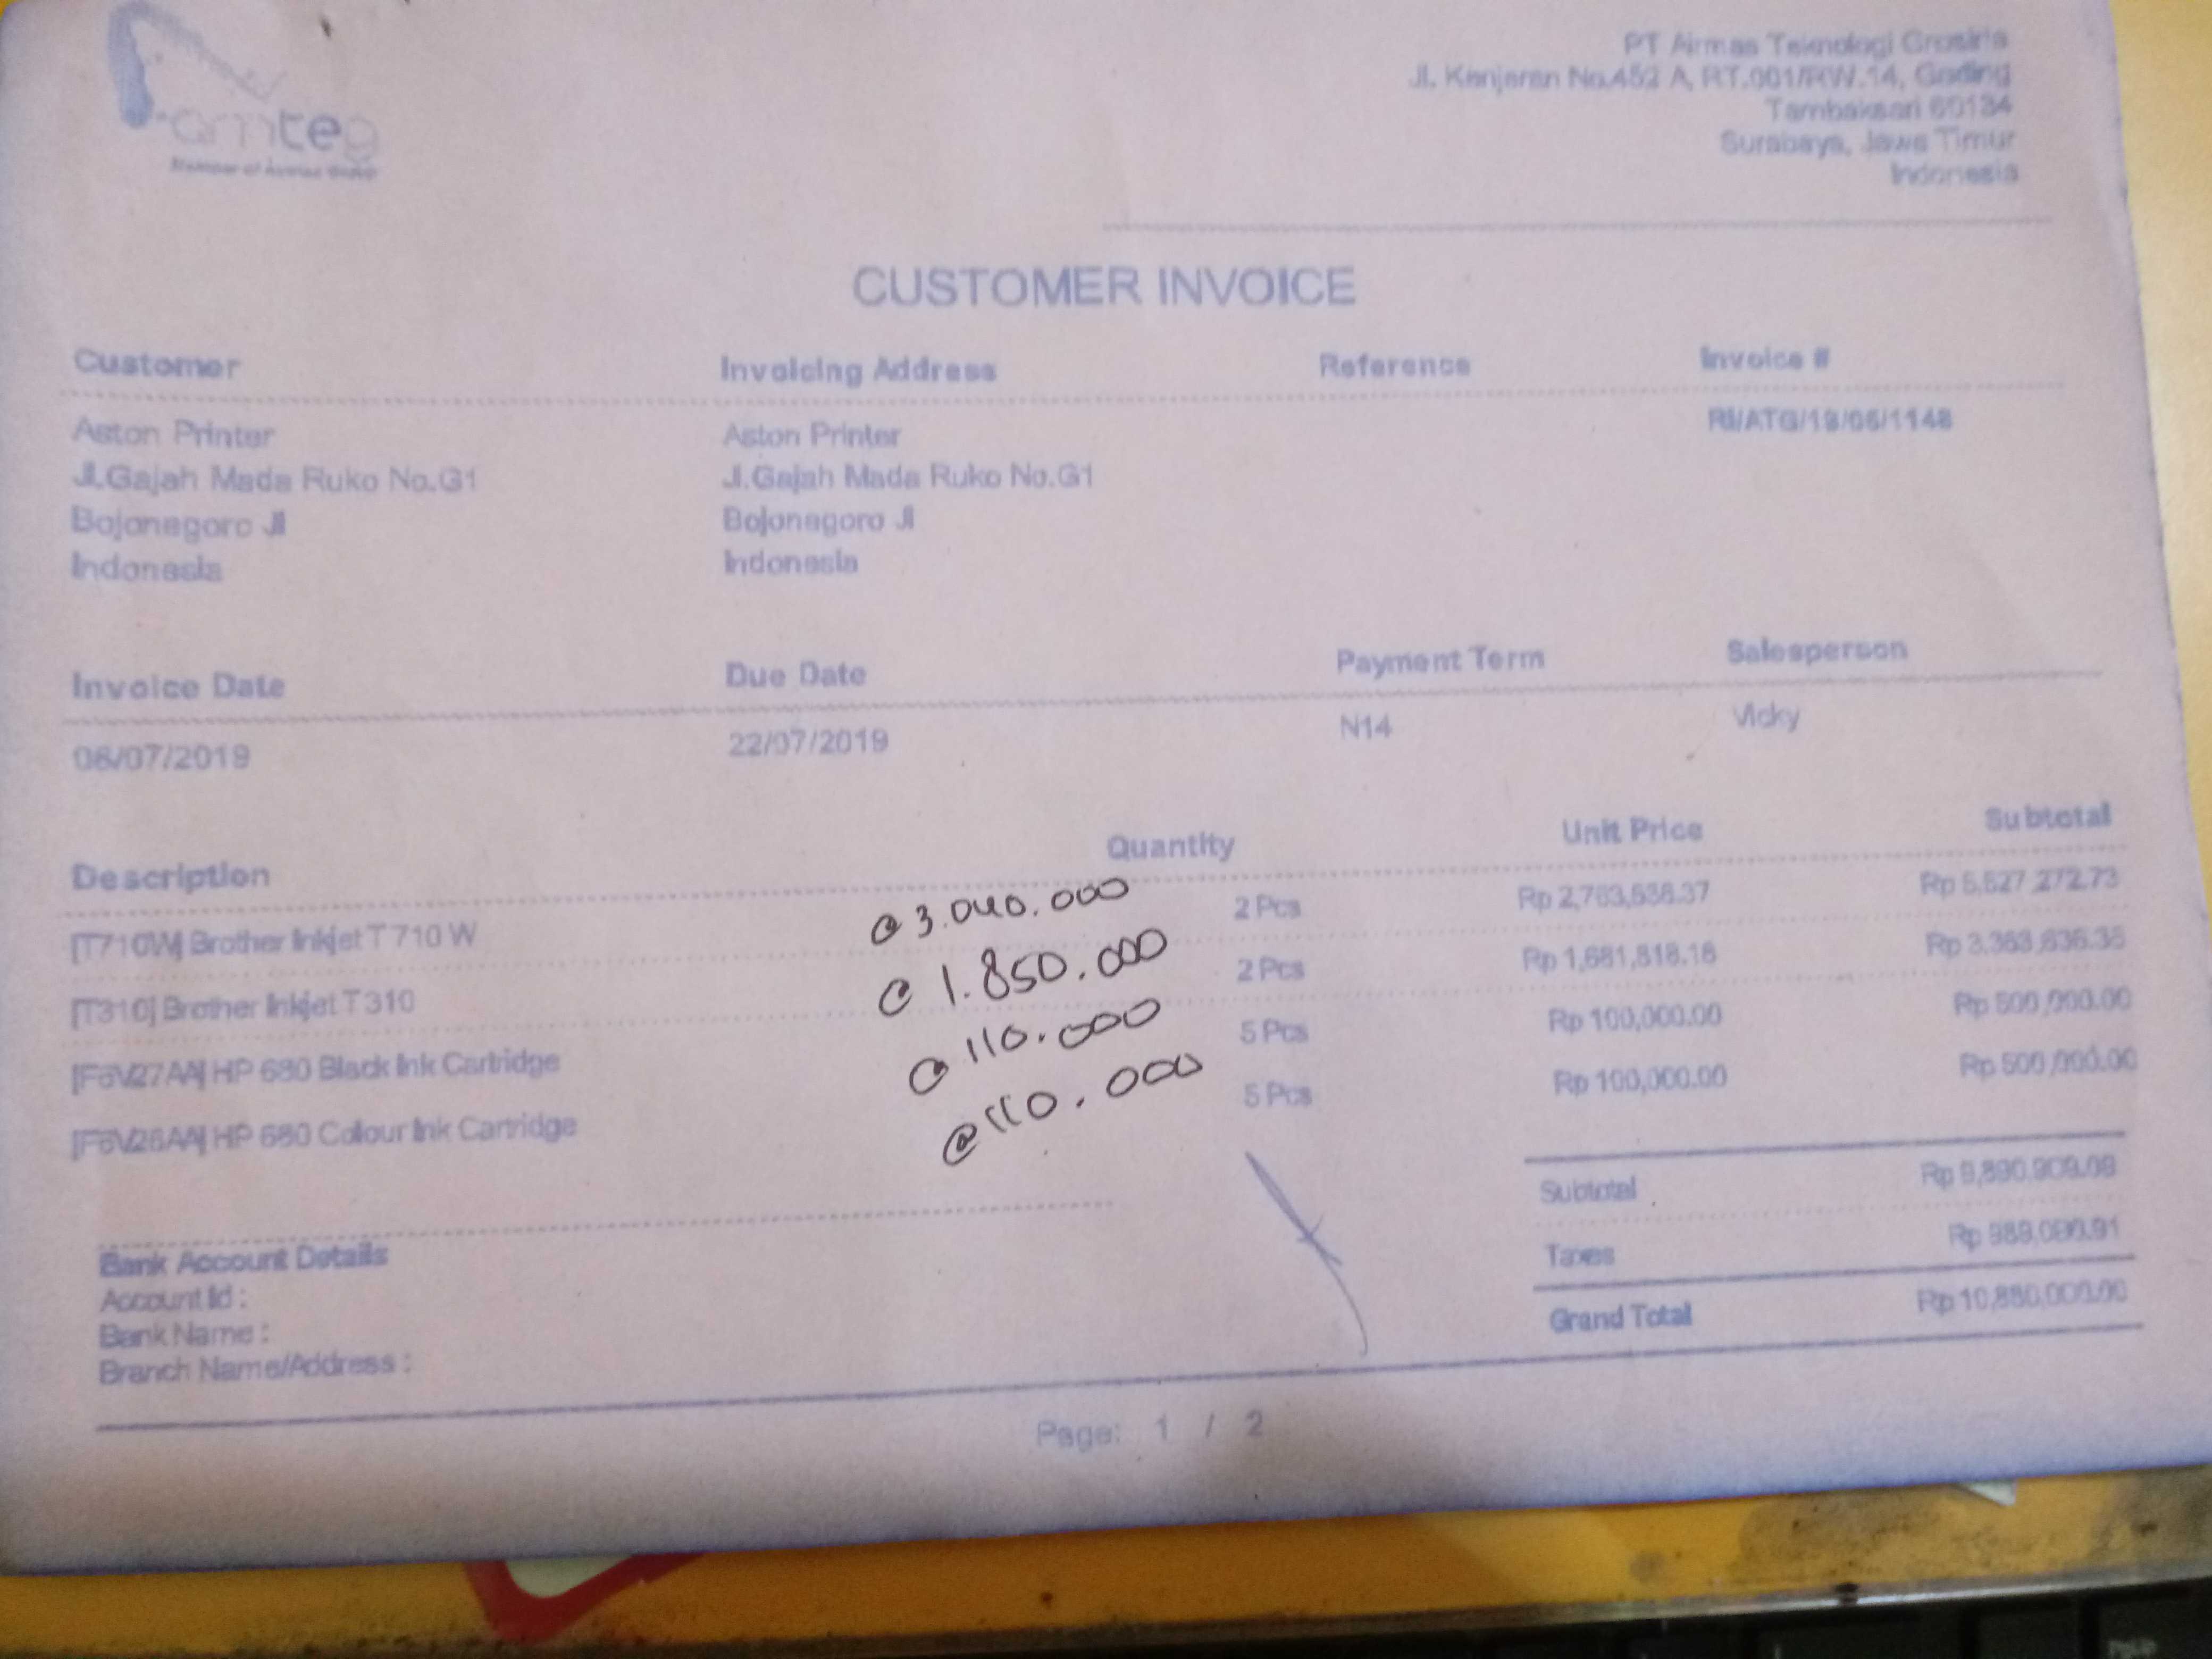 amteg
Member of Airmas Group
PT Airmas Teknologi Grosiris
Jl. Kenjeran No.452 A, RT.001/RW.14, Gading
Tambaksari 60134
Surabaya, Jawa Timur
Indonesia
CUSTOMER INVOICE
Customer Invoicing Address Reference Invoice #
Aston Printer Aston Printer RI/ATG/19/06/1148
Jl.Gajah Mada Ruko No.G1 Jl.Gajah Mada Ruko No.G1
Bojonegoro JI Bojonegoro JI
Indonesia Indonesia
Invoice Date Due Date Payment Term Salesperson
08/07/2019 22/07/2019 N14 Vicky
Description Quantity Unit Price Subtotal
[T710W] Brother Inkjet T 710 W @ 3.040.000 2 Pcs Rp 2,763,636.37 Rp 5,527,272.73
[T310] Brother Inkjet T 310 @ 1.850.000 2 Pcs Rp 1,681,818.18 Rp 3,363,636.36
[F6V27AA] HP 680 Black Ink Cartridge @ 110.000 5 Pcs Rp 100,000.00 Rp 500,000.00
[F6V26AA] HP 680 Colour Ink Cartridge @ 110.000 5 Pcs Rp 100,000.00 Rp 500,000.00
Subtotal Rp 9,890,909.09
Taxes Rp 989,090.91
Grand Total Rp 10,880,000.00
Bank Account Details
Account Id :
Bank Name :
Branch Name/Address :
Page: 1 / 2